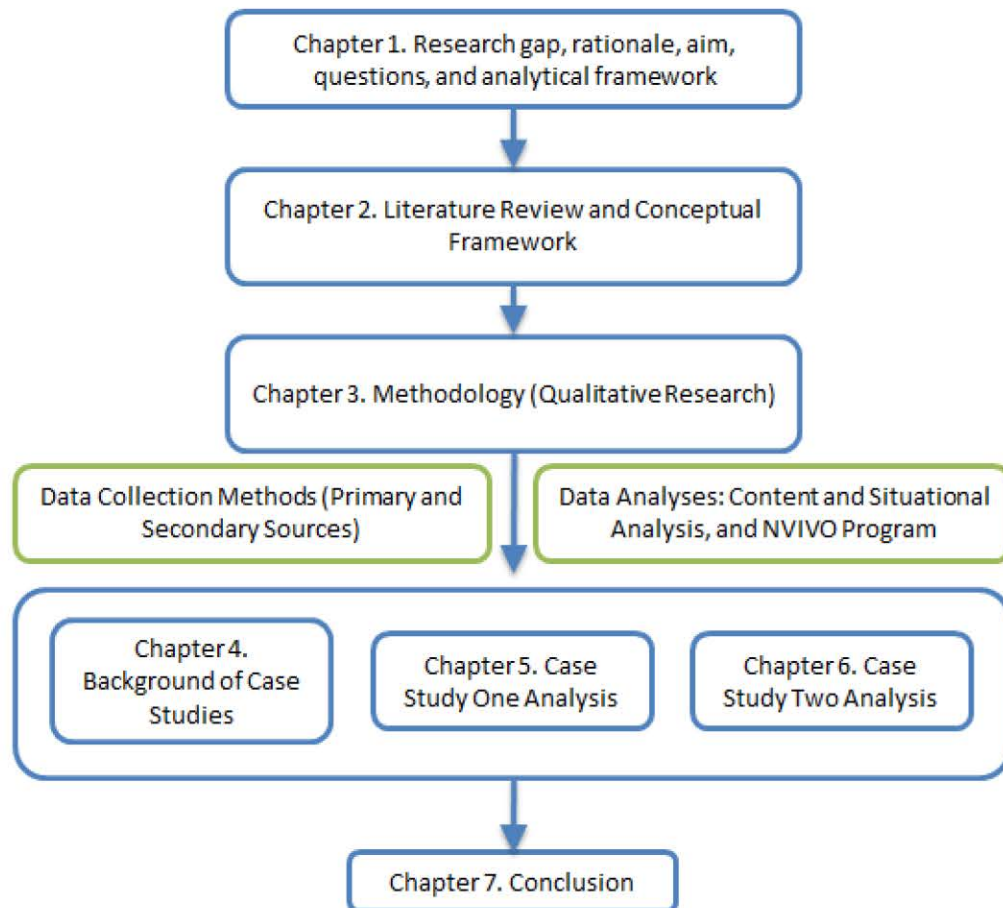 Chapter 1. Research gap, rationale, aim,
questions, and analytical framework
Chapter 2. Literature Review and Conceptual
Framework
Chapter 3. Methodology (Qualitative Research)
Data Collection Methods (Primary and
Secondary Sources)
Data Analyses: Content and Situational
Analysis, and NVIVO Program
Chapter 4.
Background of Case
Studies
Chapter 5. Case
Study One Analysis
Chapter 6. Case
Study Two Analysis
Chapter 7. Conclusion